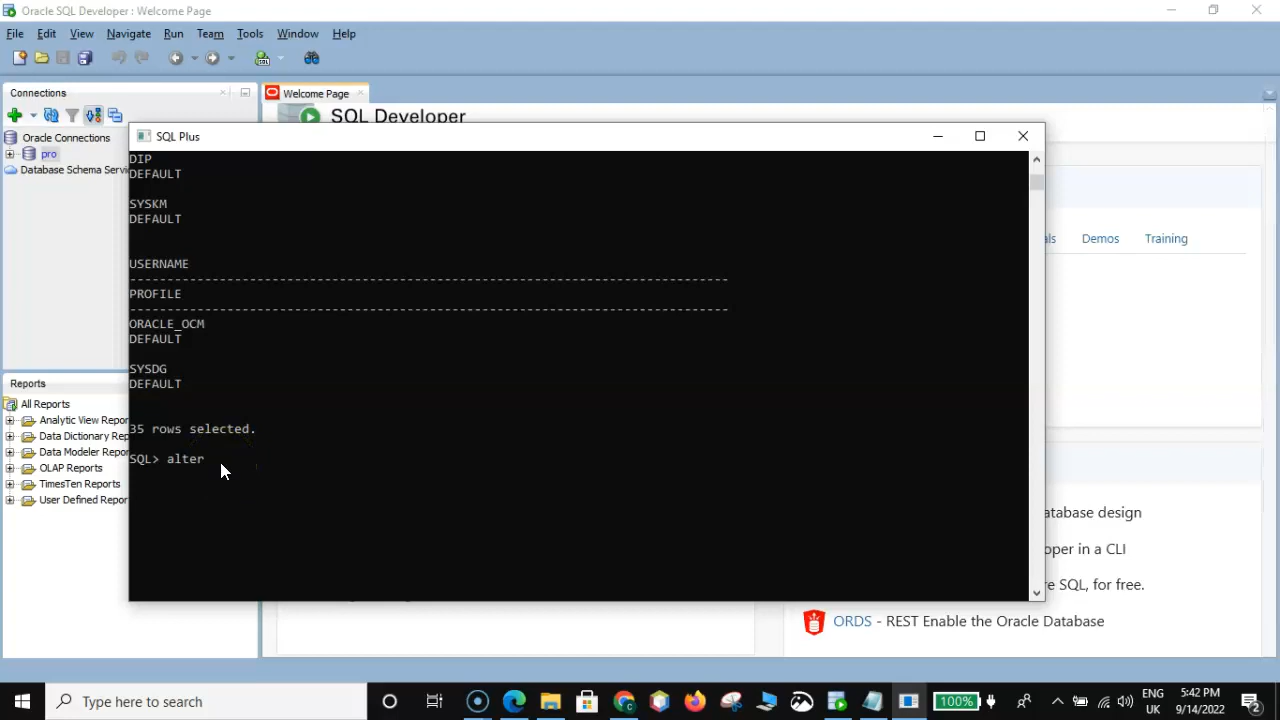 Oracle SQL Developer : Welcome Page
File Edit View Navigate Run Team Tools Window Help
Connections
Oracle Connections
pro
Database Schema Servi
Reports
All Reports
Analytic View Repor
Data Dictionary Rep
Data Modeler Repor
OLAP Reports
TimesTen Reports
User Defined Repor
Welcome Page
SQL Developer
SQL Plus
DIP
DEFAULT
SYSKM
DEFAULT
USERNAME
PROFILE
ORACLE_OCM
DEFAULT
SYSDG
DEFAULT
35 rows selected.
SQL> alter
als Demos Training
atabase design
oper in a CLI
re SQL, for free.
ORDS - REST Enable the Oracle Database
Type here to search
100%
ENG
UK
5:42 PM
9/14/2022
2